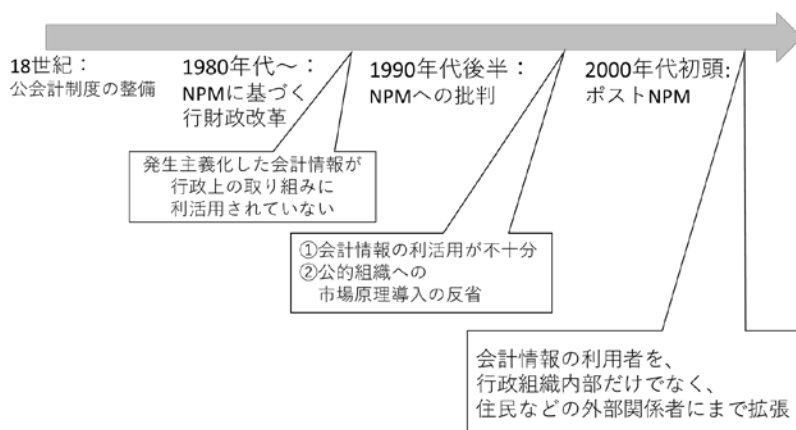 18世紀：
公会計制度の整備
1980年代～：
NPMに基づく
行財政改革
1990年代後半：
NPMへの批判
2000年代初頭:
ポストNPM
発生主義化した会計情報が
行政上の取り組みに
利活用されていない
①会計情報の利活用が不十分
②公的組織への
市場原理導入の反省
会計情報の利用者を、
行政組織内部だけでなく、
住民などの外部関係者にまで拡張